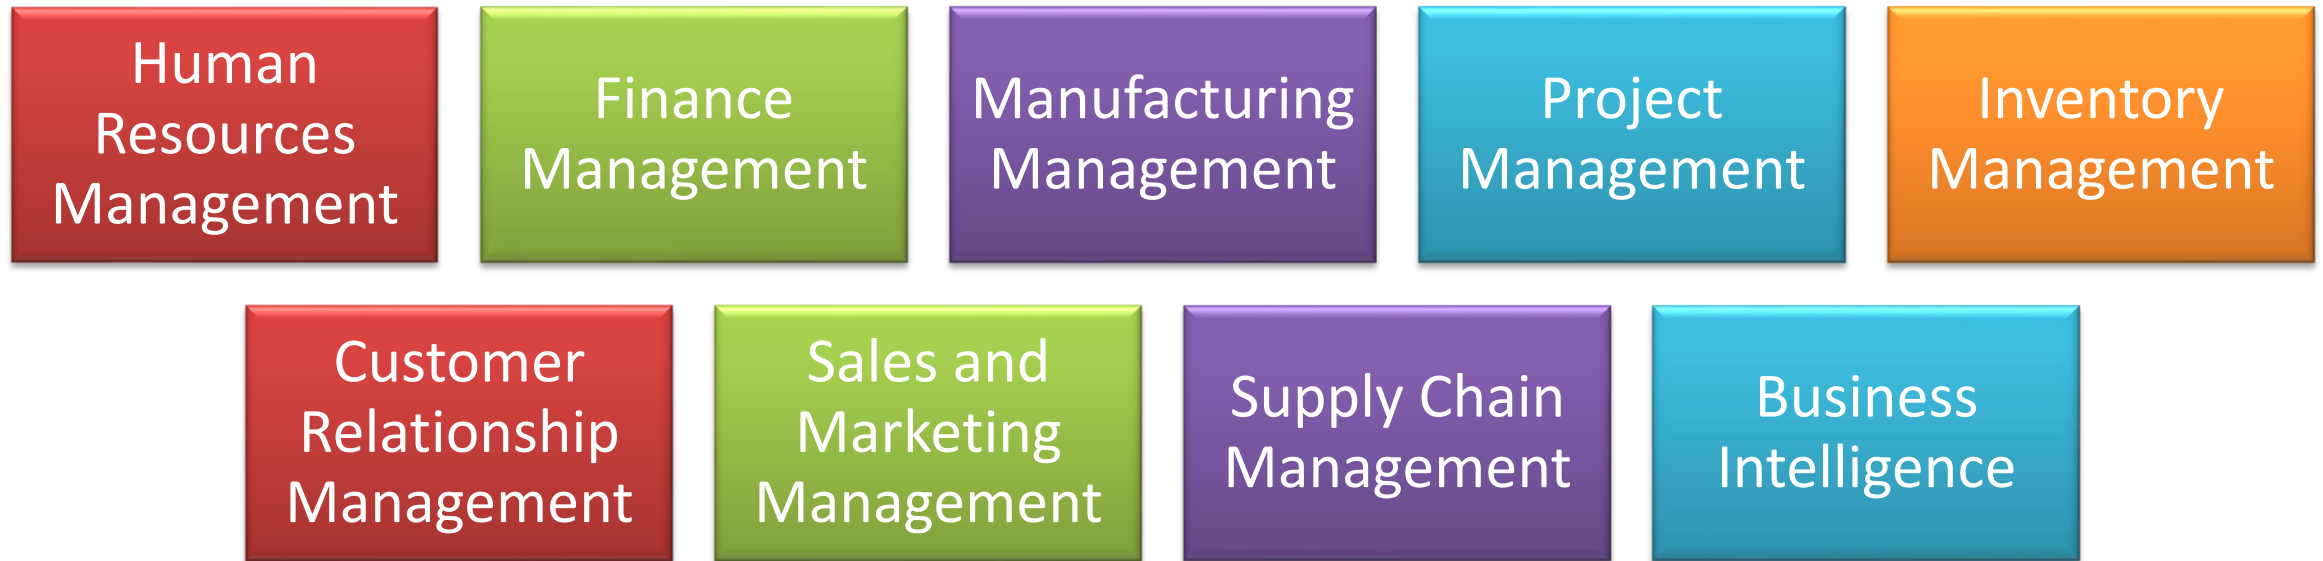 Human
Resources
Management
Finance
Management
Manufacturing
Management
Project
Management
Inventory
Management
Customer
Relationship
Management
Sales and
Marketing
Management
Supply Chain
Management
Business
Intelligence